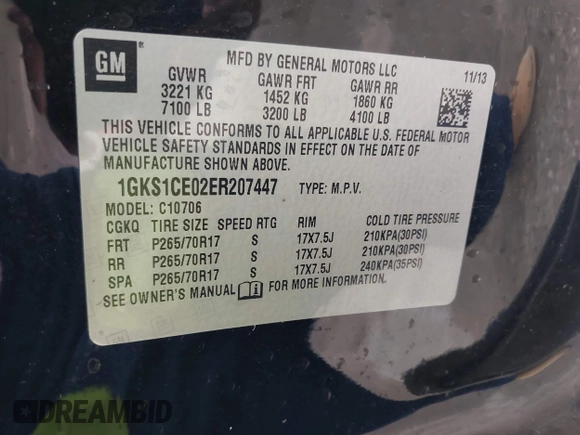 GM
MFD BY GENERAL MOTORS LLC
11/13
GVWR GAWR FRT GAWR RR
3221 KG 1452 KG 1860 KG
7100 LB 3200 LB 4100 LB
THIS VEHICLE CONFORMS TO ALL APPLICABLE U.S. FEDERAL MOTOR
VEHICLE SAFETY STANDARDS IN EFFECT ON THE DATE OF
MANUFACTURE SHOWN ABOVE.
1GKS1CE02ER207447 TYPE: M.P.V.
MODEL: C10706
CGKQ TIRE SIZE SPEED RTG RIM COLD TIRE PRESSURE
FRT P265/70R17 S 17X7.5J 210KPA(30PSI)
RR P265/70R17 S 17X7.5J 210KPA(30PSI)
SPA P265/70R17 S 17X7.5J 240KPA(35PSI)
SEE OWNER'S MANUAL FOR MORE INFORMATION.
DREAMBID